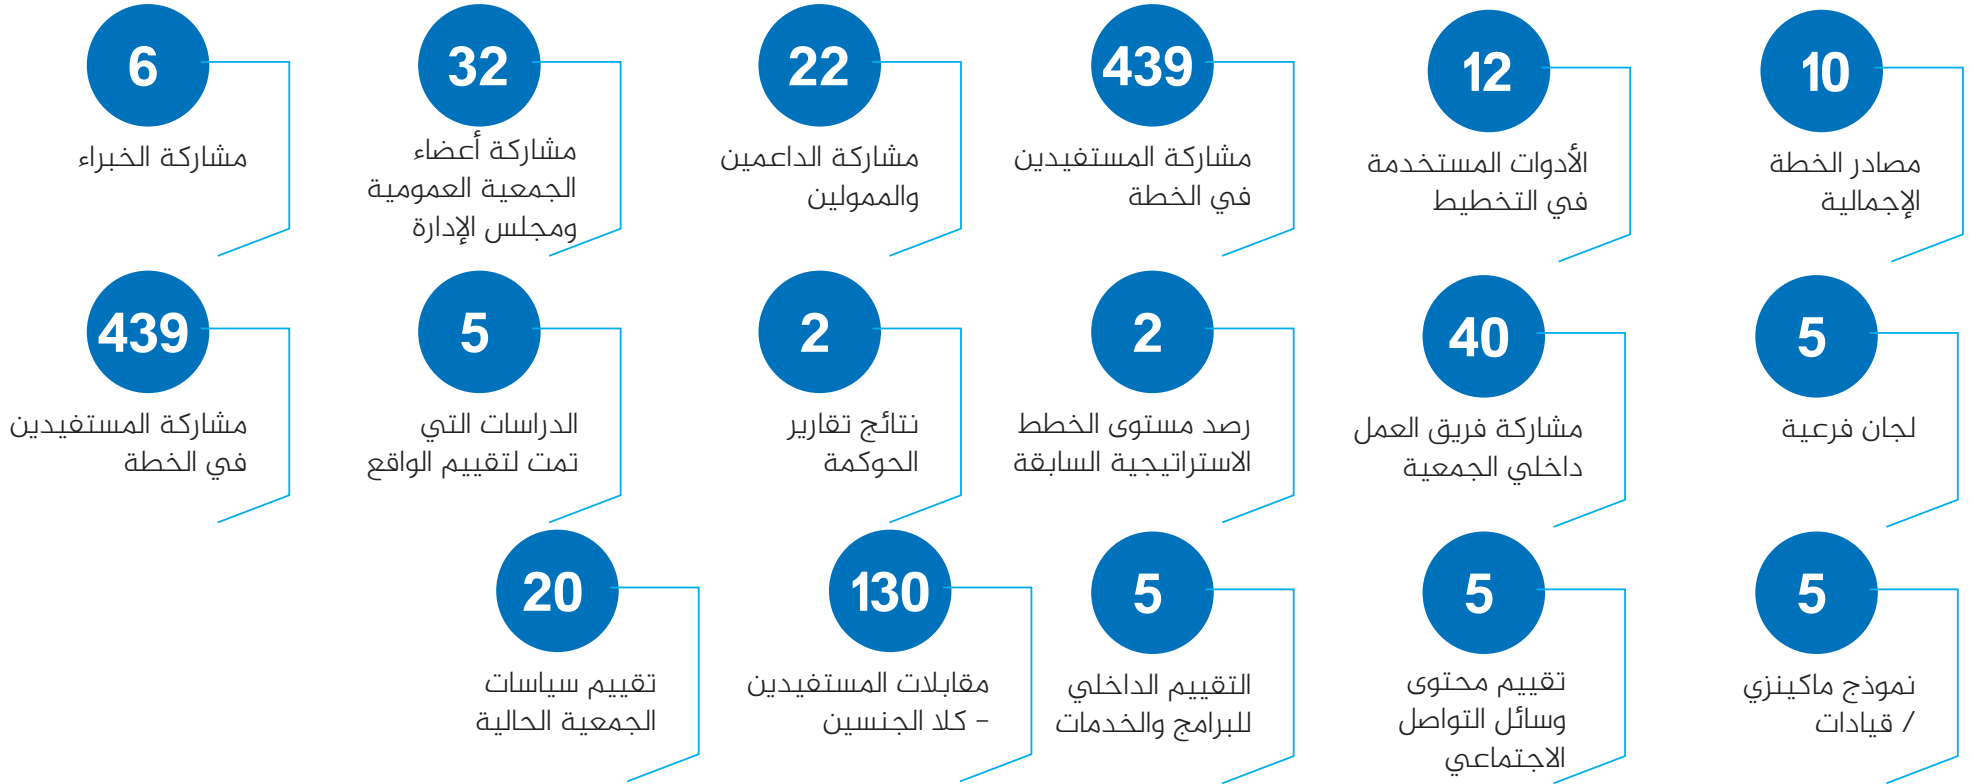 10
مصادر الخطة
الإجمالية
12
الأدوات المستخدمة
في التخطيط
439
مشاركة المستفيدين
في الخطة
22
مشاركة الداعمين
والممولين
32
مشاركة أعضاء
الجمعية العمومية
ومجلس الإدارة
6
مشاركة الخبراء
5
لجان فرعية
40
مشاركة فريق العمل
داخلي الجمعية
2
رصد مستوى الخطط
الاستراتيجية السابقة
2
نتائج تقارير
الحوكمة
5
الدراسات التي
تمت لتقييم الواقع
439
مشاركة المستفيدين
في الخطة
5
نموذج ماكينزي
/ قيادات
5
تقييم محتوى
وسائل التواصل
الاجتماعي
5
التقييم الداخلي
للبرامج والخدمات
130
مقابلات المستفيدين
– كلا الجنسين
20
تقييم سياسات
الجمعية الحالية